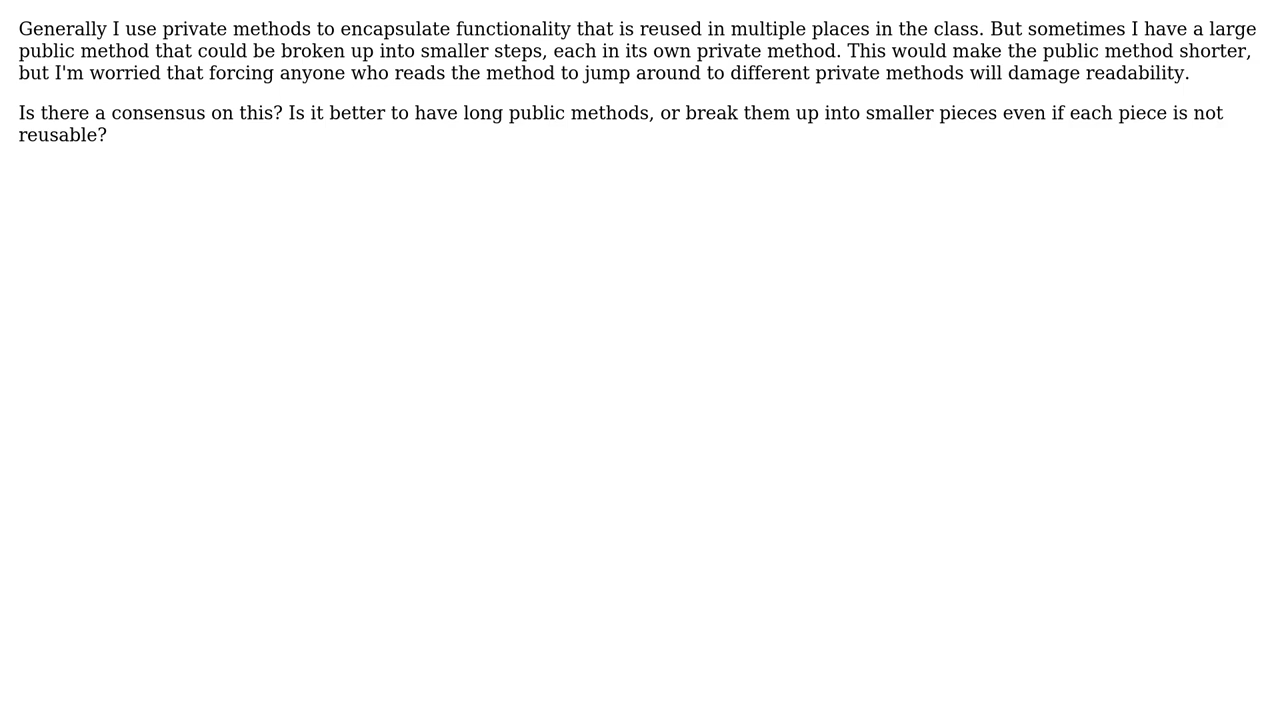 Generally I use private methods to encapsulate functionality that is reused in multiple places in the class. But sometimes I have a large
public method that could be broken up into smaller steps, each in its own private method. This would make the public method shorter,
but I'm worried that forcing anyone who reads the method to jump around to different private methods will damage readability.
Is there a consensus on this? Is it better to have long public methods, or break them up into smaller pieces even if each piece is not
reusable?